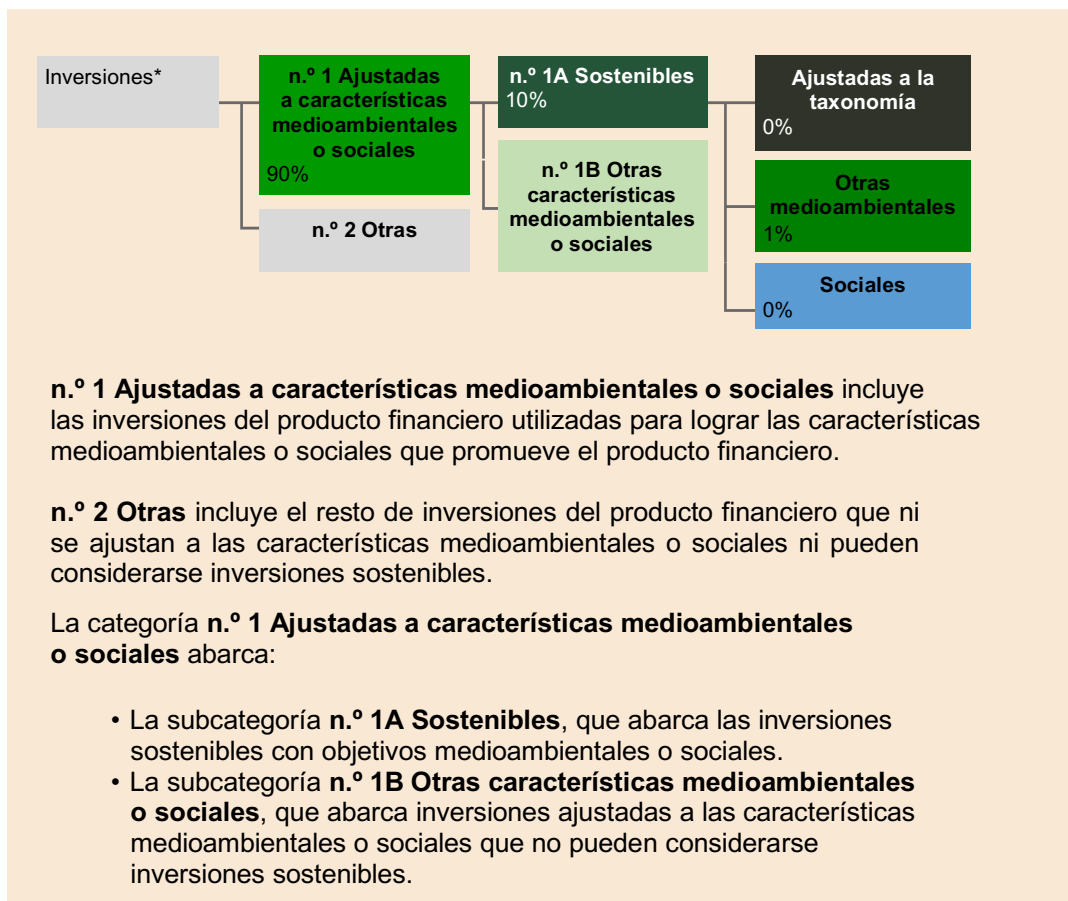 Inversiones*
n.º 1 Ajustadas
a características
medioambientales
o sociales
90%
n.º 2 Otras
n.º 1A Sostenibles
10%
n.º 1B Otras
características
medioambientales
o sociales
Ajustadas a la
taxonomía
0%
Otras
medioambientales
1%
Sociales
0%
n.º 1 Ajustadas a características medioambientales o sociales incluye
las inversiones del producto financiero utilizadas para lograr las características
medioambientales o sociales que promueve el producto financiero.
n.º 2 Otras incluye el resto de inversiones del producto financiero que ni
se ajustan a las características medioambientales o sociales ni pueden
considerarse inversiones sostenibles.
La categoría n.º 1 Ajustadas a características medioambientales
o sociales abarca:
• La subcategoría n.º 1A Sostenibles, que abarca las inversiones
sostenibles con objetivos medioambientales o sociales.
• La subcategoría n.º 1B Otras características medioambientales
o sociales, que abarca inversiones ajustadas a las características
medioambientales o sociales que no pueden considerarse
inversiones sostenibles.